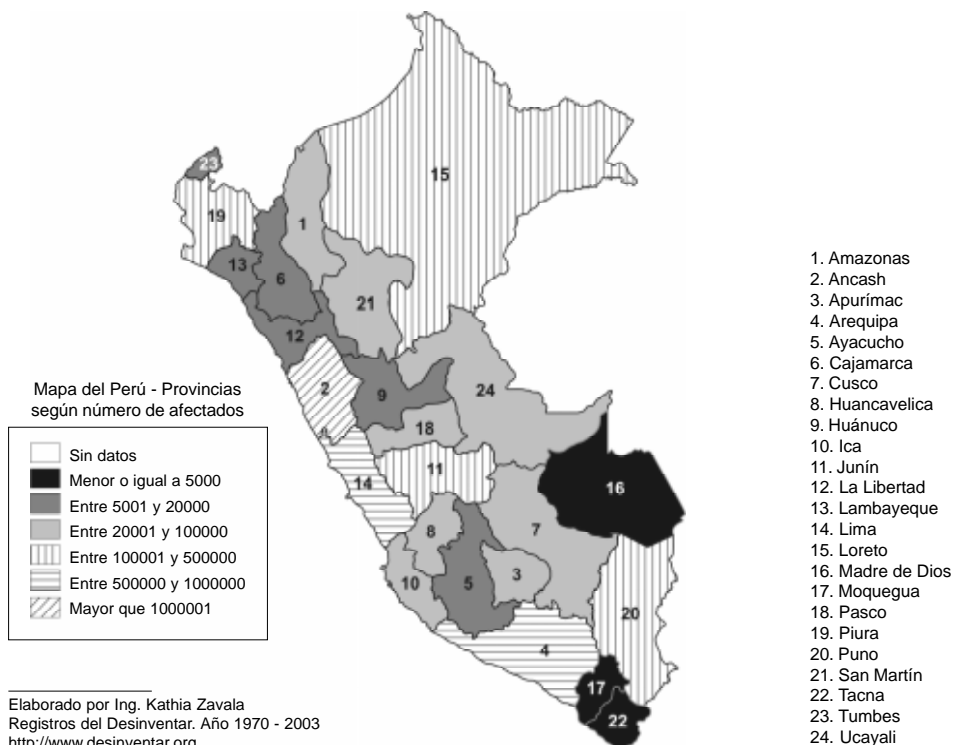 23
15
19
1
13
6
21
12
2
9
24
18
11
14
16
8
7
10
5
3
20
4
17
22
Mapa del Perú - Provincias
según número de afectados
Sin datos
Menor o igual a 5000
Entre 5001 y 20000
Entre 20001 y 100000
Entre 100001 y 500000
Entre 500000 y 1000000
Mayor que 1000001
Elaborado por Ing. Kathia Zavala
Registros del Desinventar. Año 1970 - 2003
http://www.desinventar.org
1. Amazonas
2. Ancash
3. Apurímac
4. Arequipa
5. Ayacucho
6. Cajamarca
7. Cusco
8. Huancavelica
9. Huánuco
10. Ica
11. Junín
12. La Libertad
13. Lambayeque
14. Lima
15. Loreto
16. Madre de Dios
17. Moquegua
18. Pasco
19. Piura
20. Puno
21. San Martín
22. Tacna
23. Tumbes
24. Ucayali